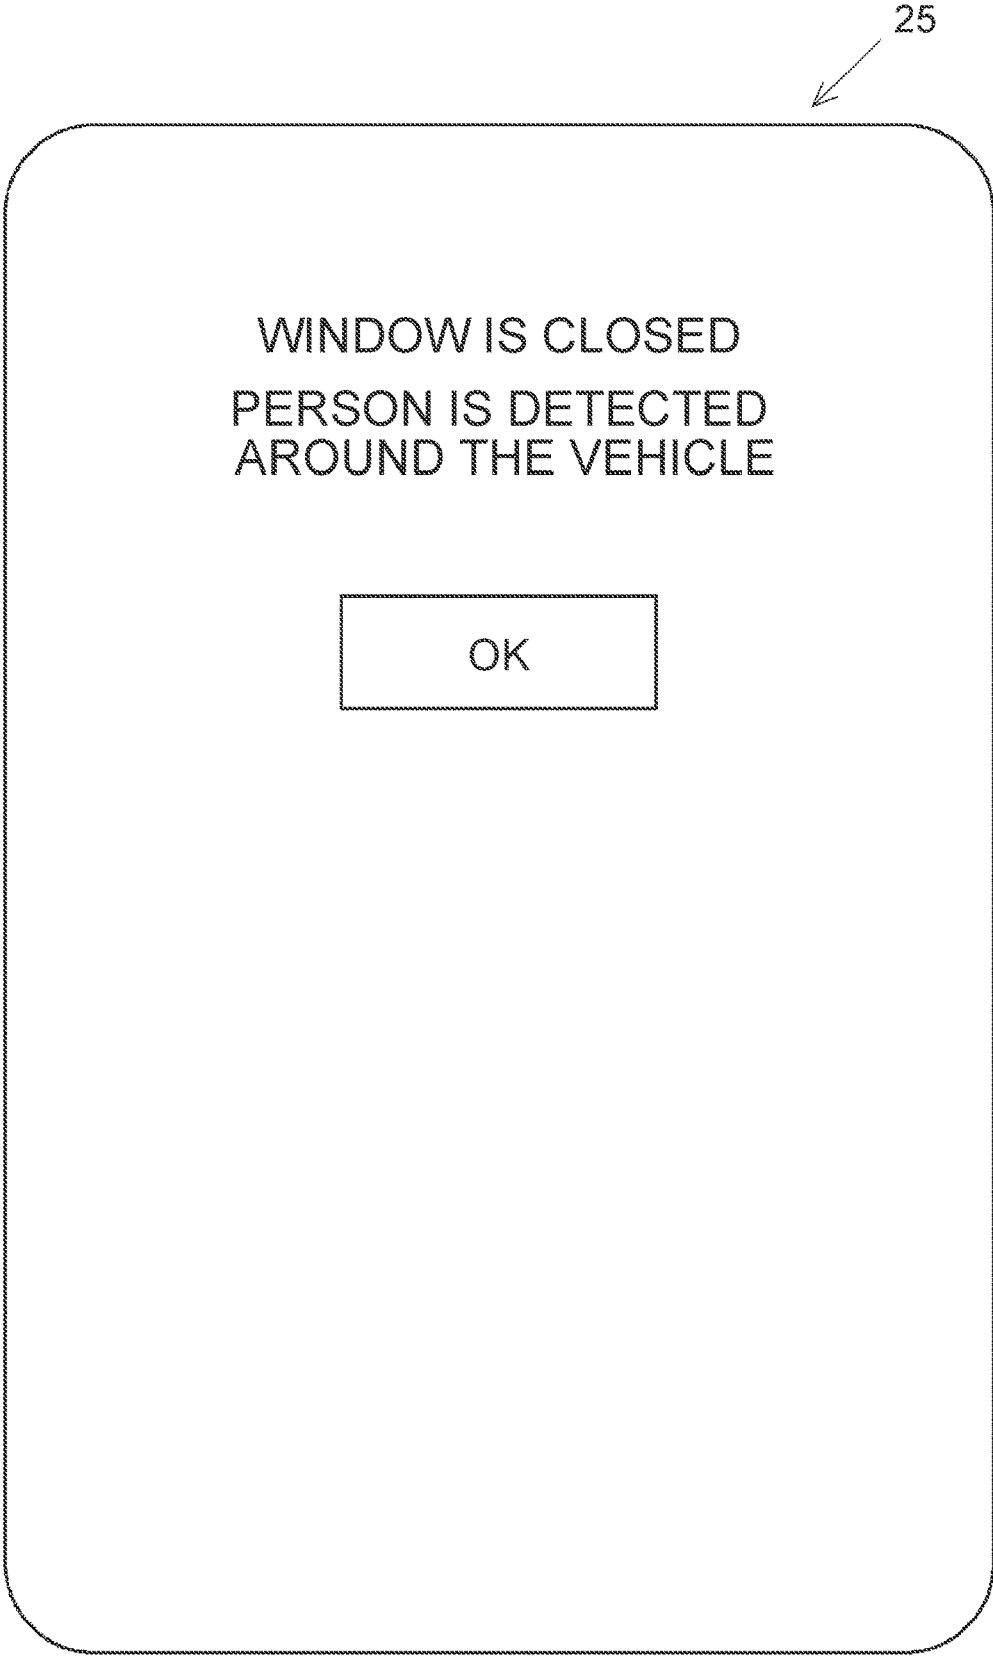 25
WINDOW IS CLOSED
PERSON IS DETECTED
AROUND THE VEHICLE
OK